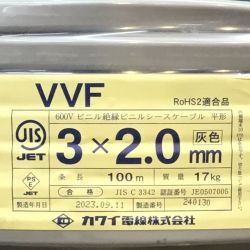 VVF
RoHS2適合品
600V ビニル絶縁ビニルシースケーブル 平形
JIS
JET
3×2.0mm
灰色
PS
E
JET
条長 100m 質量 17kg
合格 JIS C 3342 認証番号 JE0507005
製造年月日 2023.09.11 製造番号 240130
カワイ電線株式会社